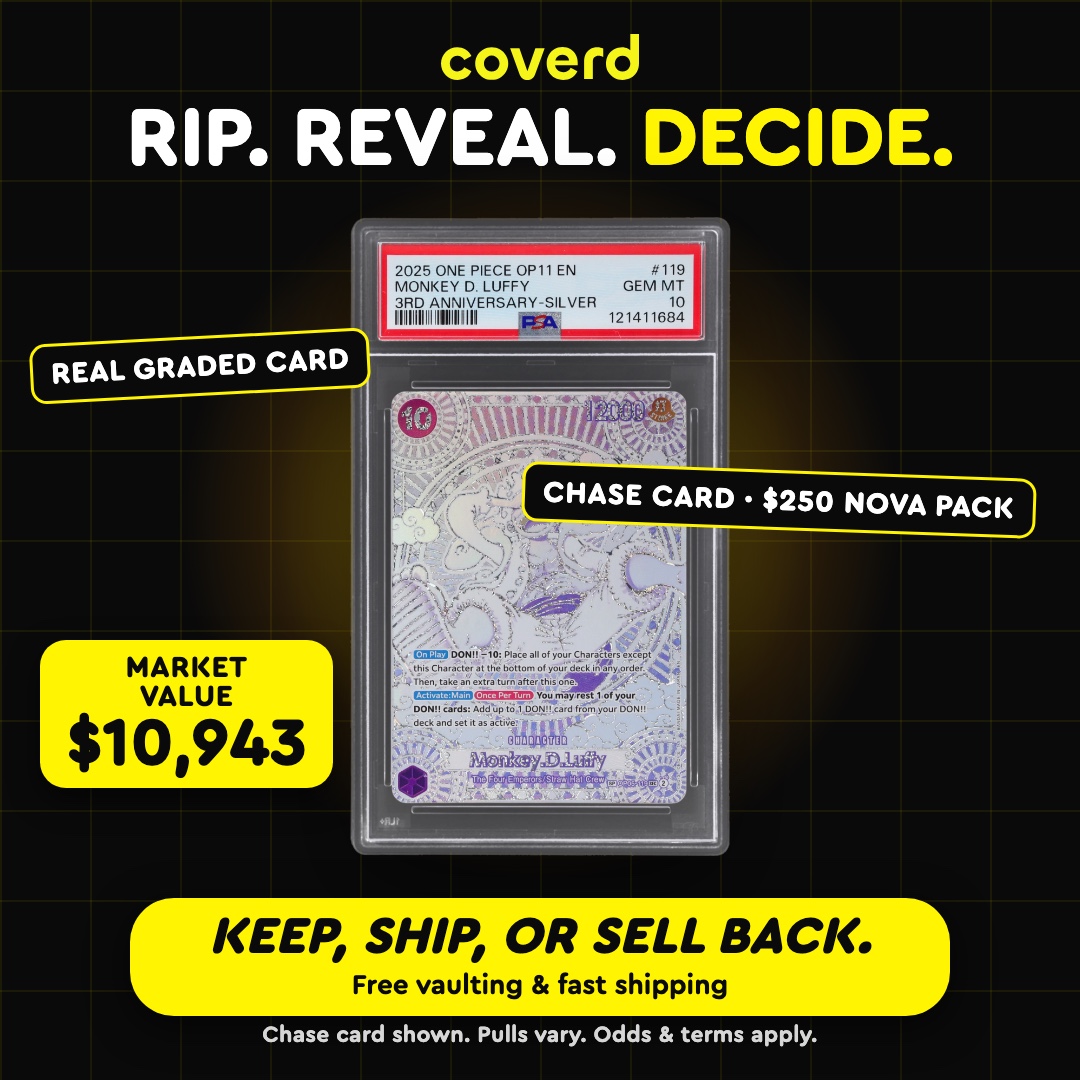 coverd
RIP. REVEAL. DECIDE.
2025 ONE PIECE OP11 EN #119
MONKEY D. LUFFY GEM MT
3RD ANNIVERSARY-SILVER 10
PSA 121411684
REAL GRADED CARD
10 12000
CHASE CARD · $250 NOVA PACK
MARKET
VALUE
$10,943
On Play DON!! −10: Place all of your Characters except
this Character at the bottom of your deck in any order.
Then, take an extra turn after this one.
Activate:Main Once Per Turn You may rest 1 of your
DON!! cards: Add up to 1 DON!! card from your DON!!
deck and set it as active.
CHARACTER
Monkey.D.Luffy
The Four Emperors/Straw Hat Crew
KEEP, SHIP, OR SELL BACK.
Free vaulting & fast shipping
Chase card shown. Pulls vary. Odds & terms apply.